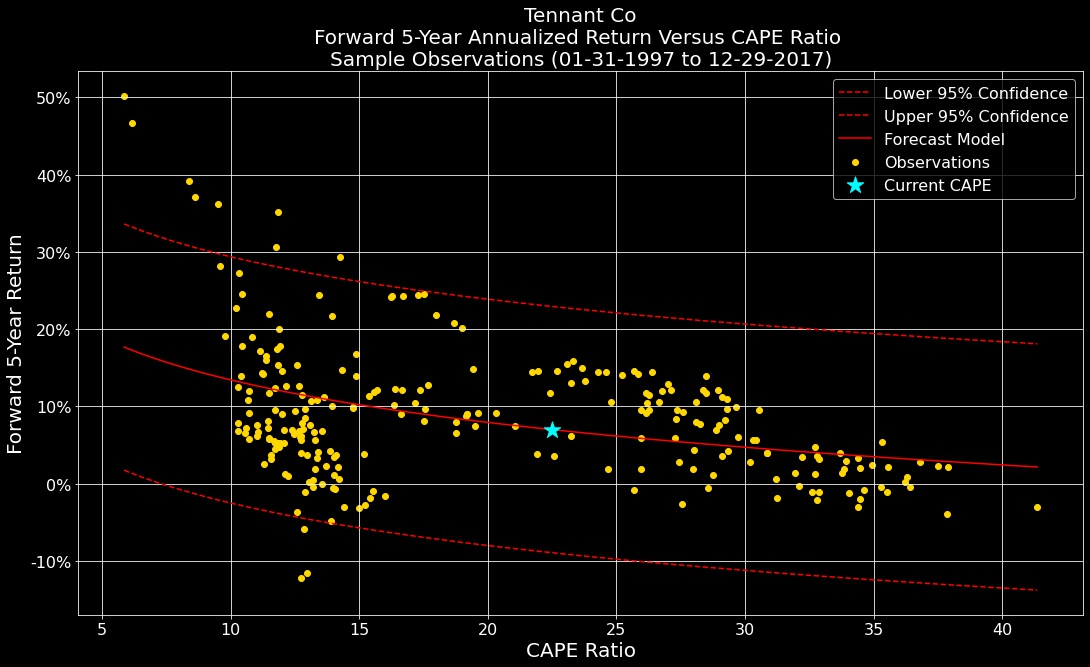 Tennant Co
Forward 5-Year Annualized Return Versus CAPE Ratio
Sample Observations (01-31-1997 to 12-29-2017)
Lower 95% Confidence
Upper 95% Confidence
Forecast Model
Observations
Current CAPE
Forward 5-Year Return
50%
40%
30%
20%
10%
0%
-10%
5 10 15 20 25 30 35 40
CAPE Ratio